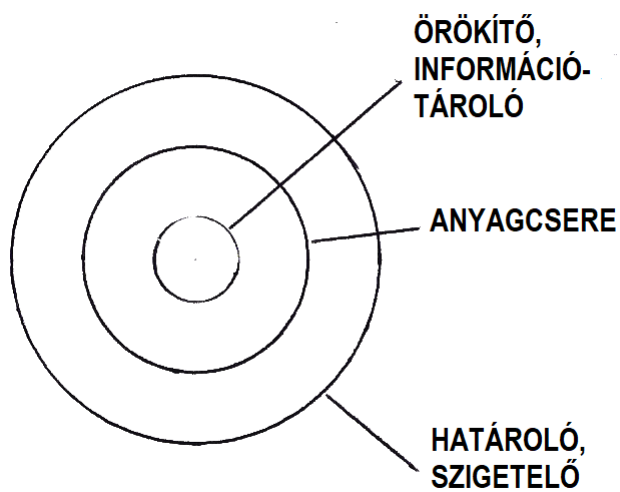 ÖRÖKÍTŐ,
INFORMÁCIÓ-
TÁROLÓ
ANYAGCSERE
HATÁROLÓ,
SZIGETELŐ